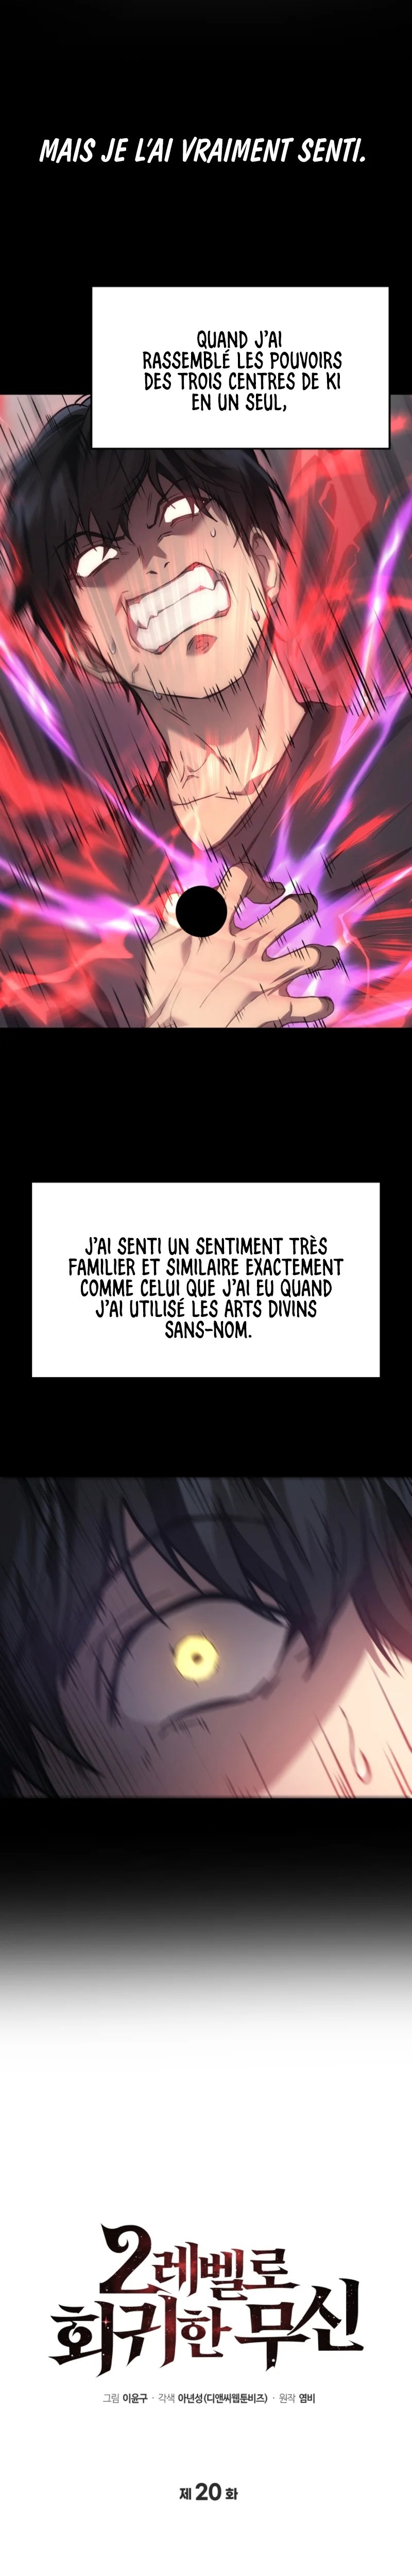 MAIS JE L'AI VRAIMENT SENTI.
QUAND J'AI
RASSEMBLÉ LES POUVOIRS
DES TROIS CENTRES DE KI
EN UN SEUL,
J'AI SENTI UN SENTIMENT TRÈS
FAMILIER ET SIMILAIRE EXACTEMENT
COMME CELUI QUE J'AI EU QUAND
J'AI UTILISÉ LES ARTS DIVINS
SANS-NOM.
2레벨로
회귀한 무신
그림 이윤구 · 각색 아년성(디앤씨웹툰비즈) · 원작 염비
제 20 화